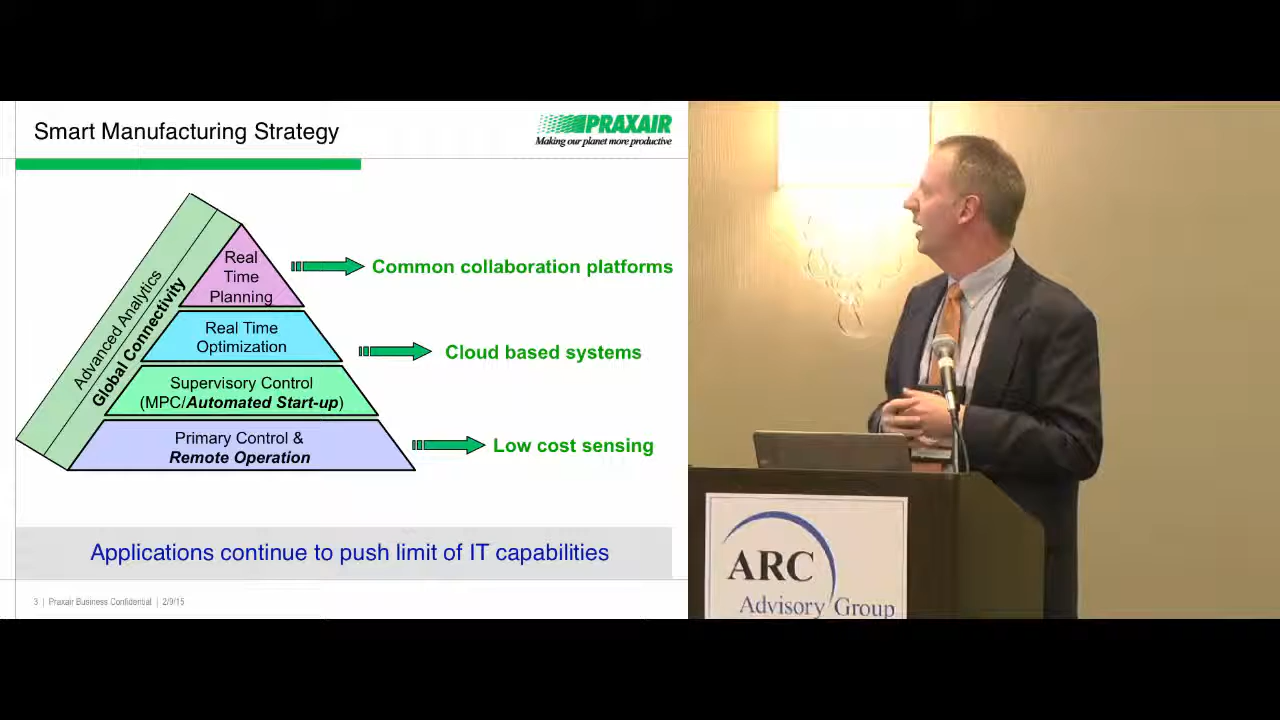 Smart Manufacturing Strategy
PRAXAIR
Making our planet more productive
Advanced Analytics
Global Connectivity
Real
Time
Planning
Common collaboration platforms
Real Time
Optimization
Cloud based systems
Supervisory Control
(MPC/Automated Start-up)
Primary Control &
Remote Operation
Low cost sensing
Applications continue to push limit of IT capabilities
3 | Praxair Business Confidential | 2/9/15
ARC
Advisory Group